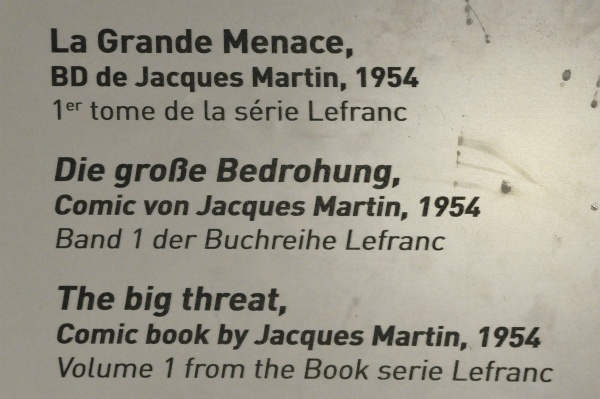 La Grande Menace,
BD de Jacques Martin, 1954
1er tome de la série Lefranc
Die große Bedrohung,
Comic von Jacques Martin, 1954
Band 1 der Buchreihe Lefranc
The big threat,
Comic book by Jacques Martin, 1954
Volume 1 from the Book serie Lefranc